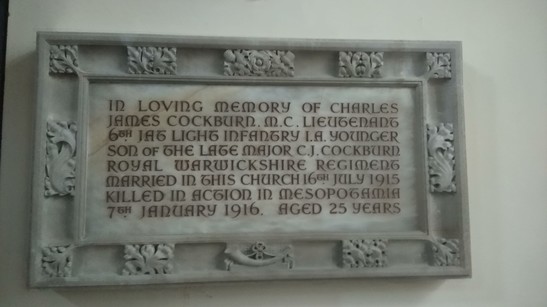 IN LOVING MEMORY OF CHARLES
JAMES COCKBURN, M.C. LIEUTENANT
6TH JAT LIGHT INFANTRY I.A. YOUNGER
SON OF THE LATE MAJOR C.J. COCKBURN
ROYAL WARWICKSHIRE REGIMENT
MARRIED IN THIS CHURCH 16TH JULY 1915
KILLED IN ACTION IN MESOPOTAMIA
7TH JANUARY 1916. AGED 25 YEARS